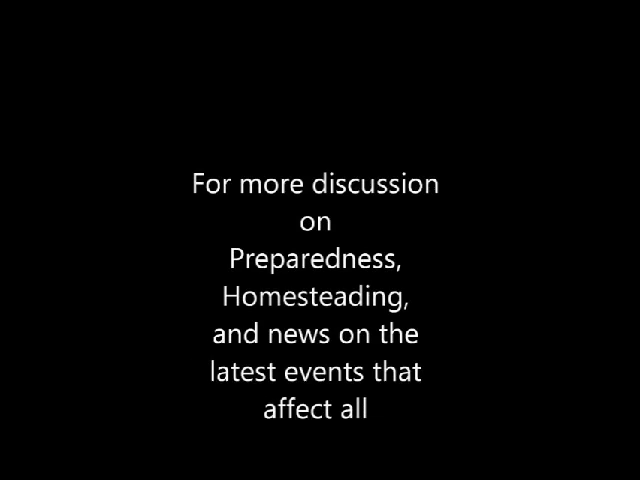 For more discussion
on
Preparedness,
Homesteading,
and news on the
latest events that
affect all